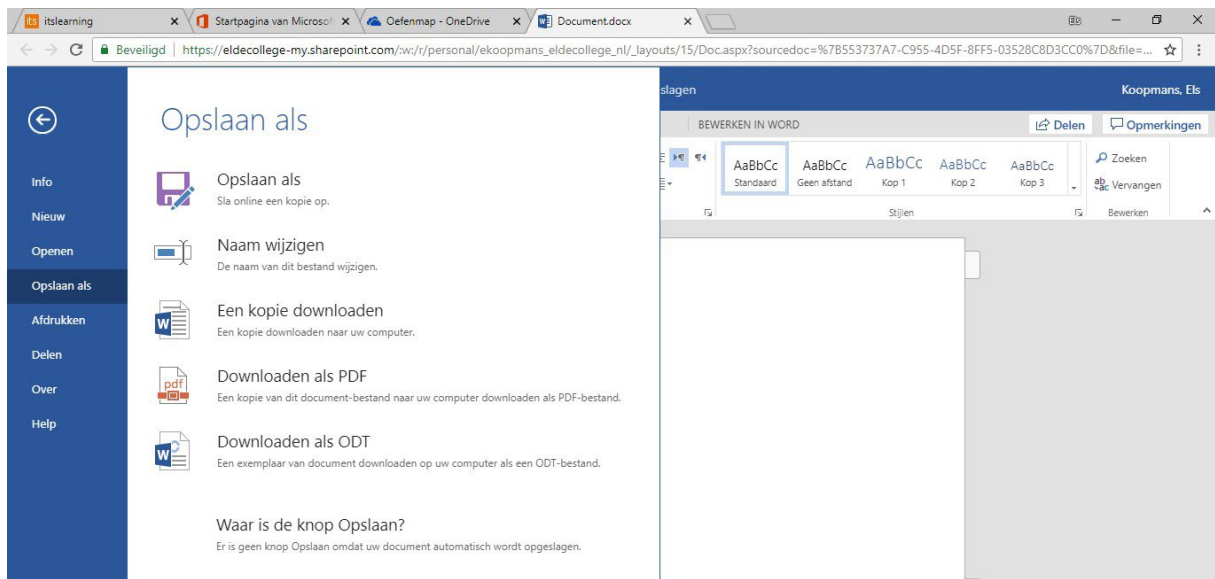 its itslearning
Startpagina van Microsof
Oefenmap - OneDrive
Document.docx
Beveiligd
https://eldecollege-my.sharepoint.com/:w:/r/personal/ekoopmans_eldecollege_nl/_layouts/15/Doc.aspx?sourcedoc=%7B553737A7-C955-4D5F-8FF5-03528C8D3CC0%7D&file=...
slagen
Koopmans, Els
BEWERKEN IN WORD
Delen
Opmerkingen
Info
Nieuw
Openen
Opslaan als
Afdrukken
Delen
Over
Help
Opslaan als
Opslaan als
Sla online een kopie op.
Naam wijzigen
De naam van dit bestand wijzigen.
W
Een kopie downloaden
Een kopie downloaden naar uw computer.
pdf
Downloaden als PDF
Een kopie van dit document-bestand naar uw computer downloaden als PDF-bestand.
W
Downloaden als ODT
Een exemplaar van document downloaden op uw computer als een ODT-bestand.
Waar is de knop Opslaan?
Er is geen knop Opslaan omdat uw document automatisch wordt opgeslagen.
AaBbCc AaBbCc AaBbCc AaBbCc AaBbCc
Standaard Geen afstand Kop 1 Kop 2 Kop 3
Stijlen
Zoeken
Vervangen
Bewerken